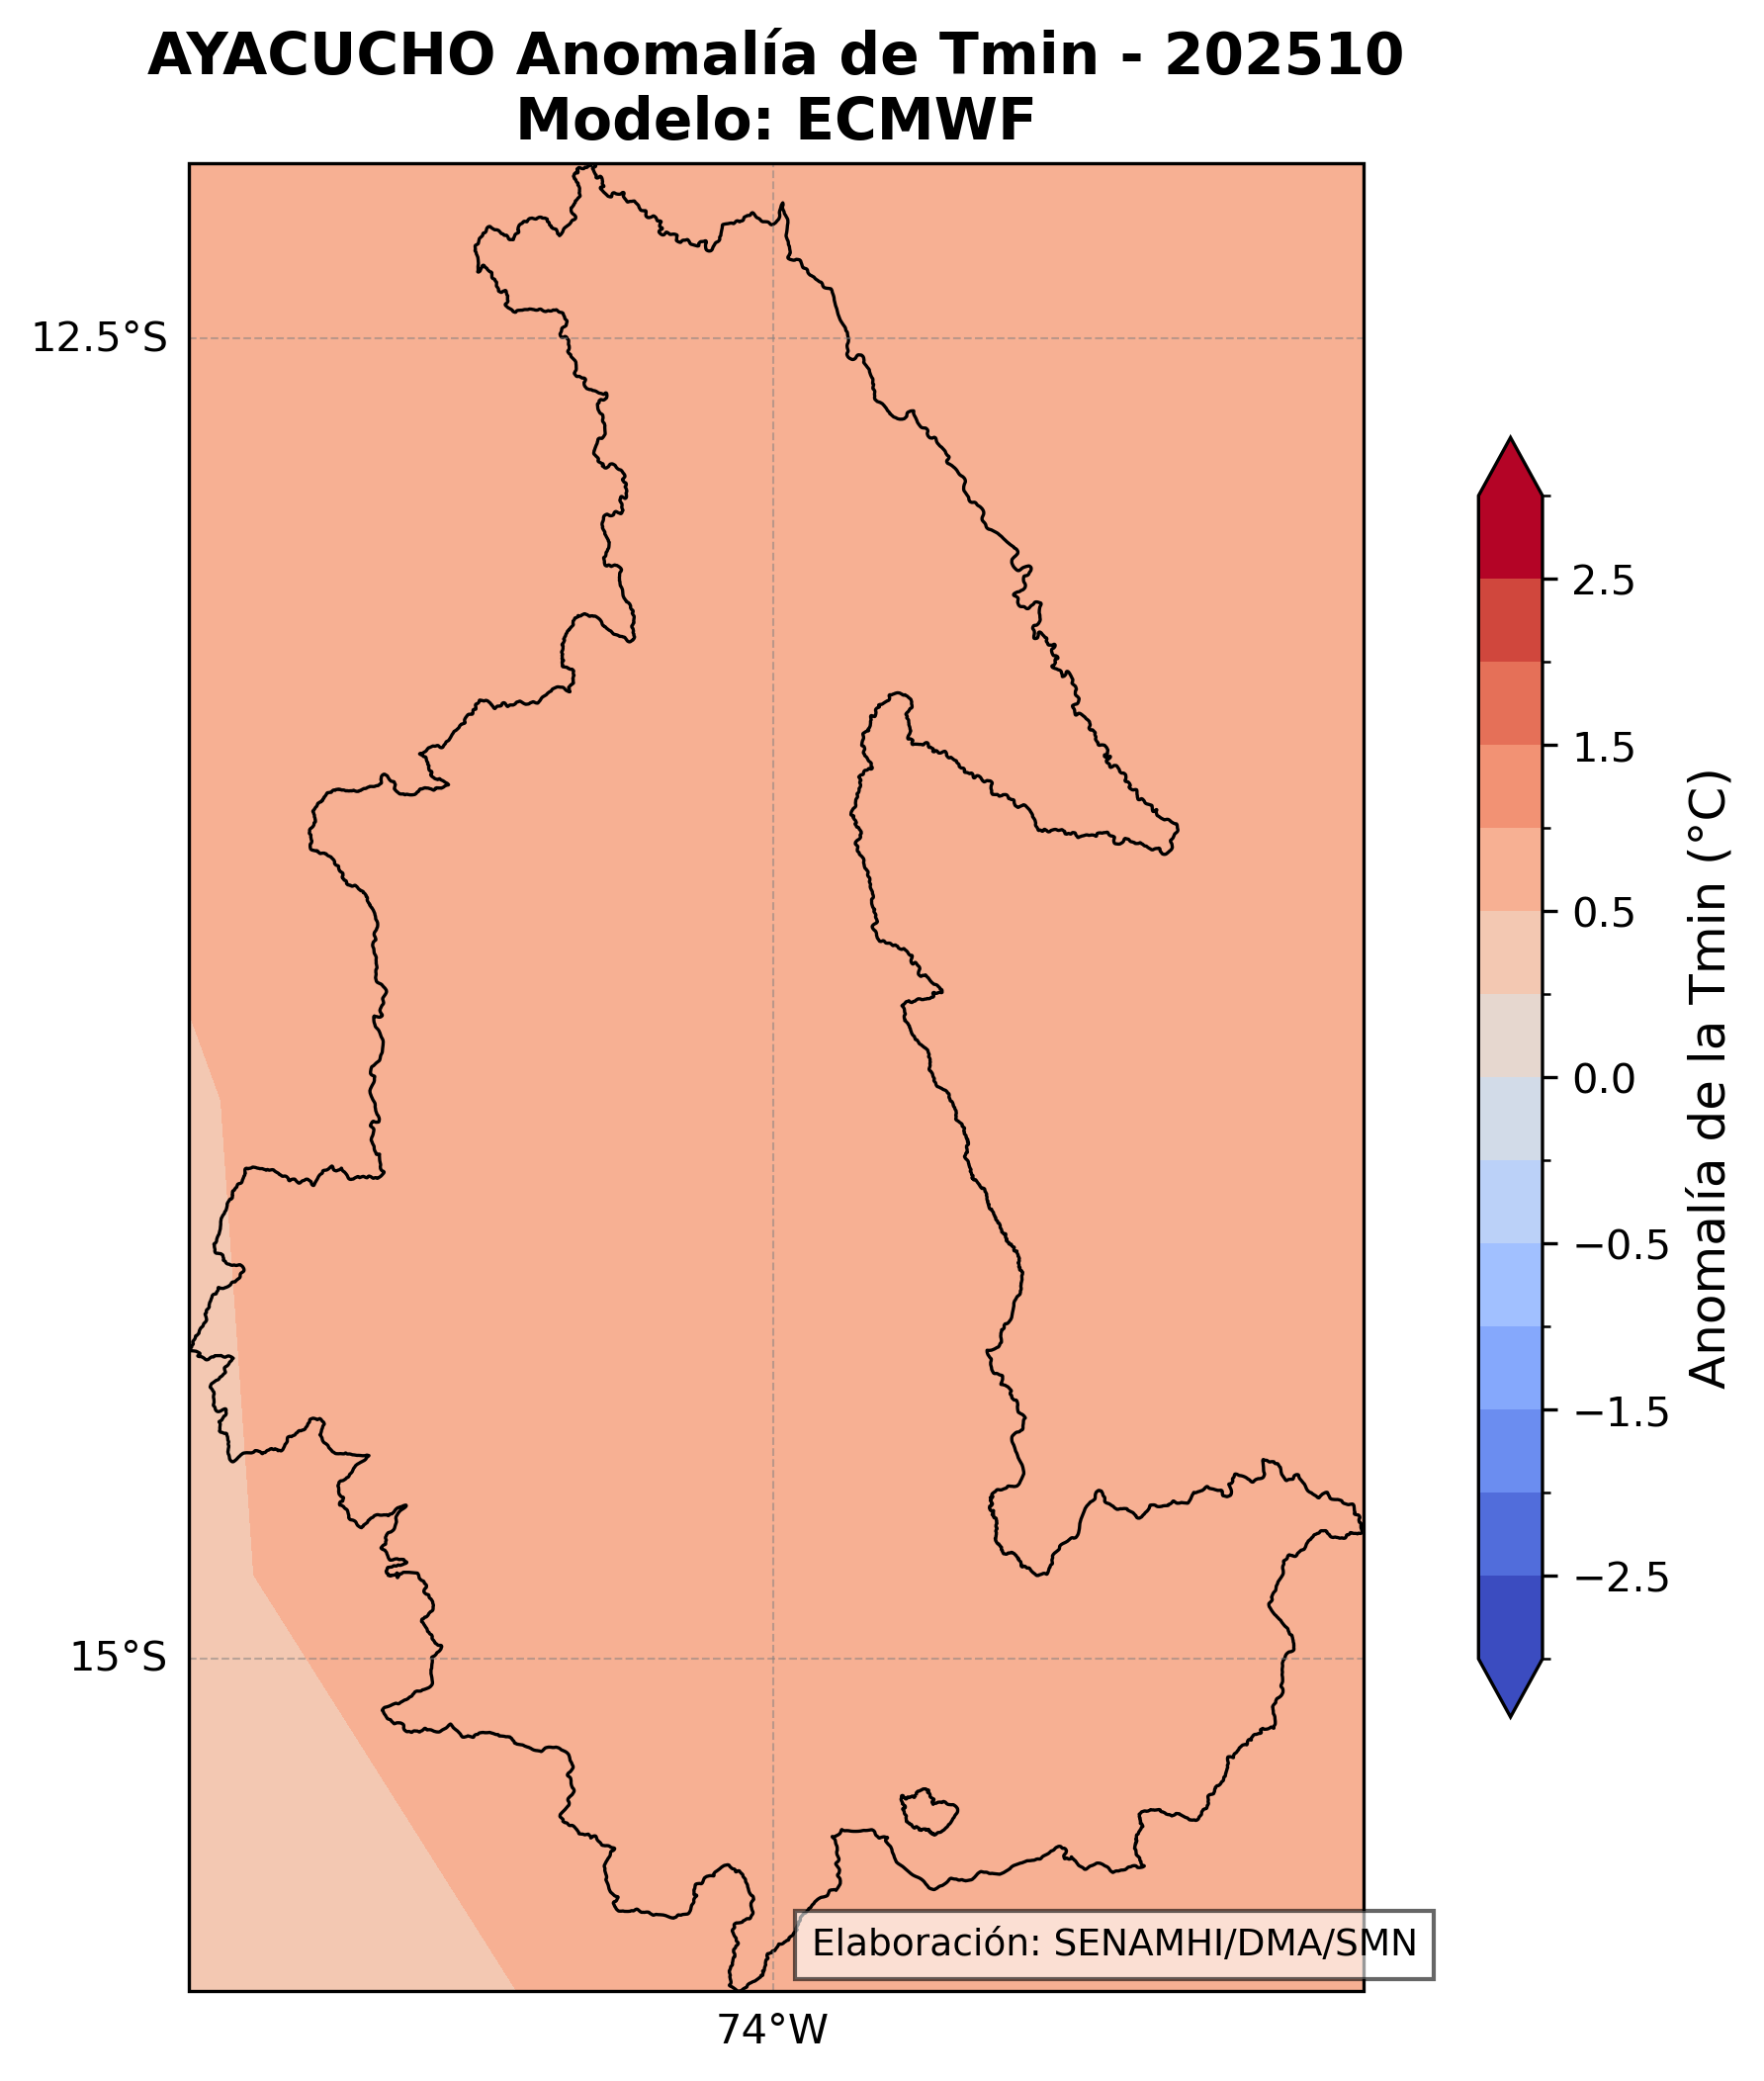 AYACUCHO Anomalía de Tmin - 202510
Modelo: ECMWF
12.5°S
15°S
74°W
2.5
1.5
0.5
0.0
−0.5
−1.5
−2.5
Anomalía de la Tmin (°C)
Elaboración: SENAMHI/DMA/SMN